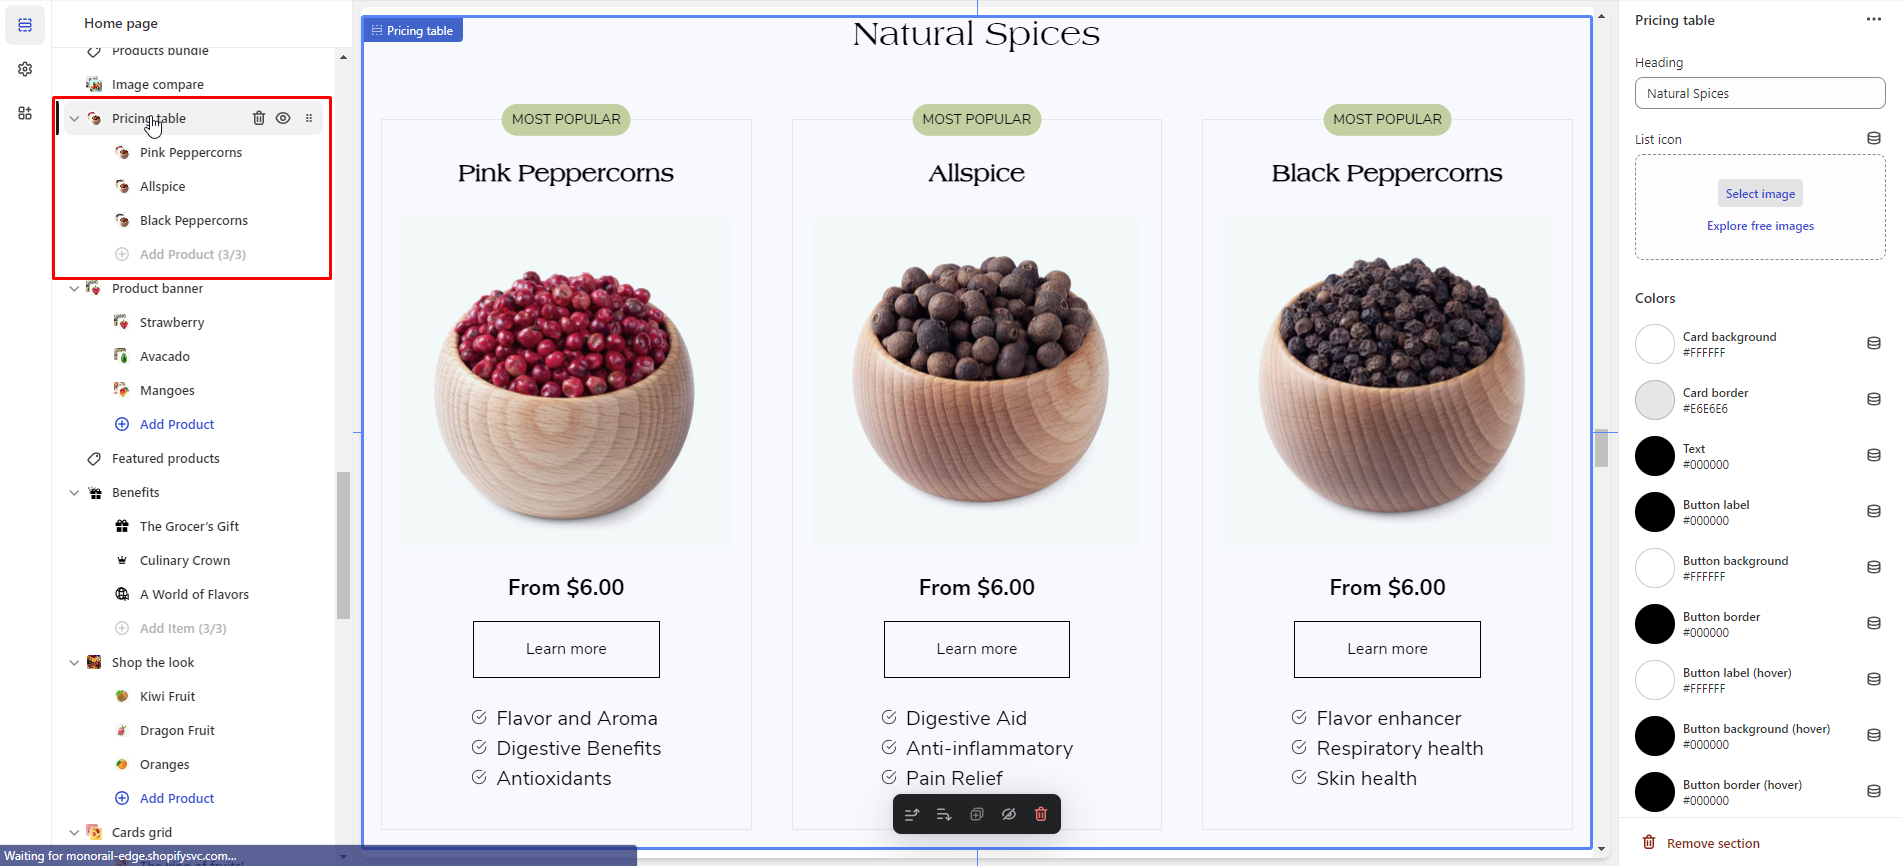 Home page
Products bundle
Image compare
Pricing table
Pink Peppercorns
Allspice
Black Peppercorns
Add Product (3/3)
Product banner
Strawberry
Avacado
Mangoes
Add Product
Featured products
Benefits
The Grocer's Gift
Culinary Crown
A World of Flavors
Add Item (3/3)
Shop the look
Kiwi Fruit
Dragon Fruit
Oranges
Add Product
Cards grid
Waiting for monorail-edge.shopifysvc.com...
Pricing table
Natural Spices
MOST POPULAR
Pink Peppercorns
From $6.00
Learn more
Flavor and Aroma
Digestive Benefits
Antioxidants
MOST POPULAR
Allspice
From $6.00
Learn more
Digestive Aid
Anti-inflammatory
Pain Relief
MOST POPULAR
Black Peppercorns
From $6.00
Learn more
Flavor enhancer
Respiratory health
Skin health
Pricing table
Heading
Natural Spices
List icon
Select image
Explore free images
Colors
Card background
#FFFFFF
Card border
#E6E6E6
Text
#000000
Button label
#000000
Button background
#FFFFFF
Button border
#000000
Button label (hover)
#FFFFFF
Button background (hover)
#000000
Button border (hover)
#000000
Remove section